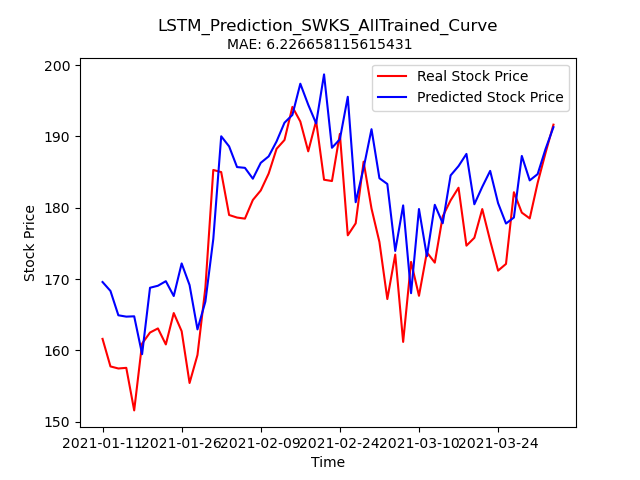 LSTM_Prediction_SWKS_AllTrained_Curve
MAE: 6.226658115615431
Real Stock Price
Predicted Stock Price
Stock Price
200
190
180
170
160
150
2021-01-11 2021-01-26 2021-02-09 2021-02-24 2021-03-10 2021-03-24
Time